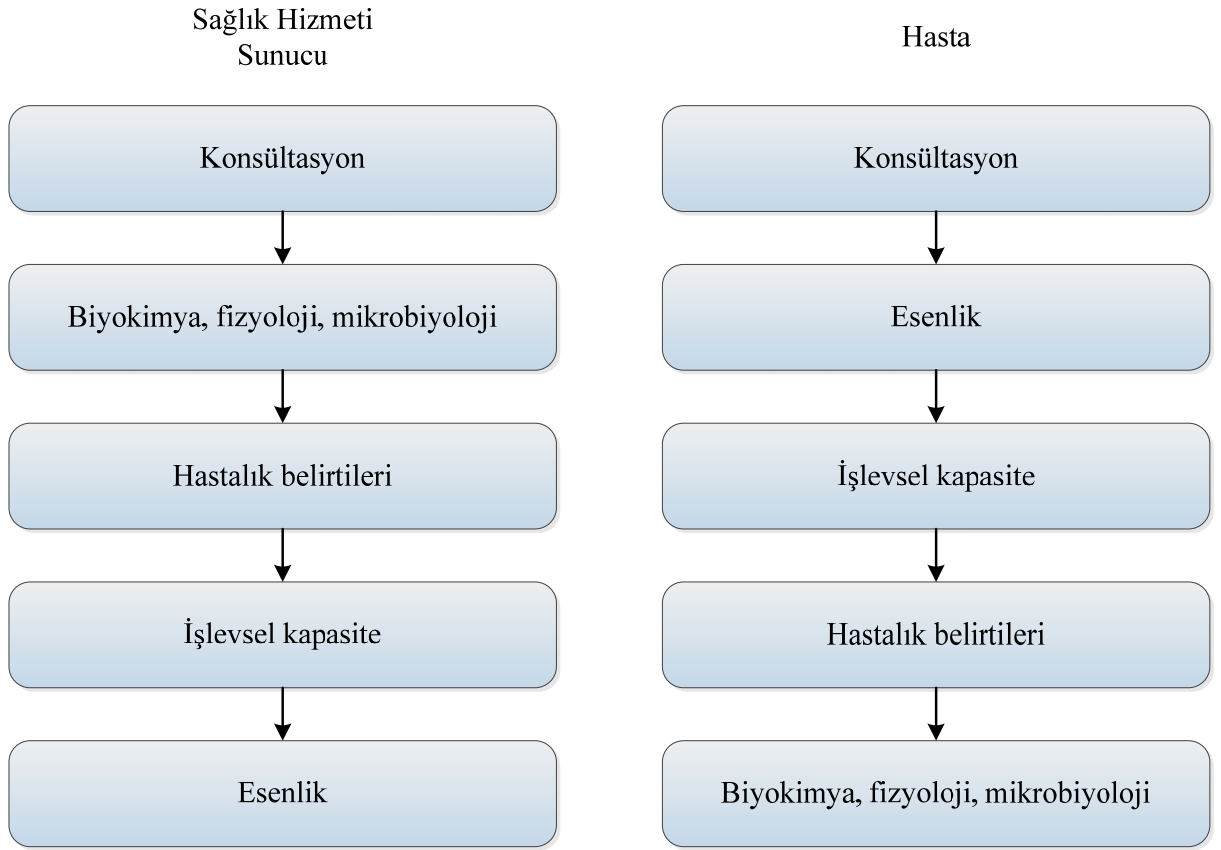 Sağlık Hizmeti
Sunucu
Konsültasyon
Biyokimya, fizyoloji, mikrobiyoloji
Hastalık belirtileri
İşlevsel kapasite
Esenlik
Hasta
Konsültasyon
Esenlik
İşlevsel kapasite
Hastalık belirtileri
Biyokimya, fizyoloji, mikrobiyoloji